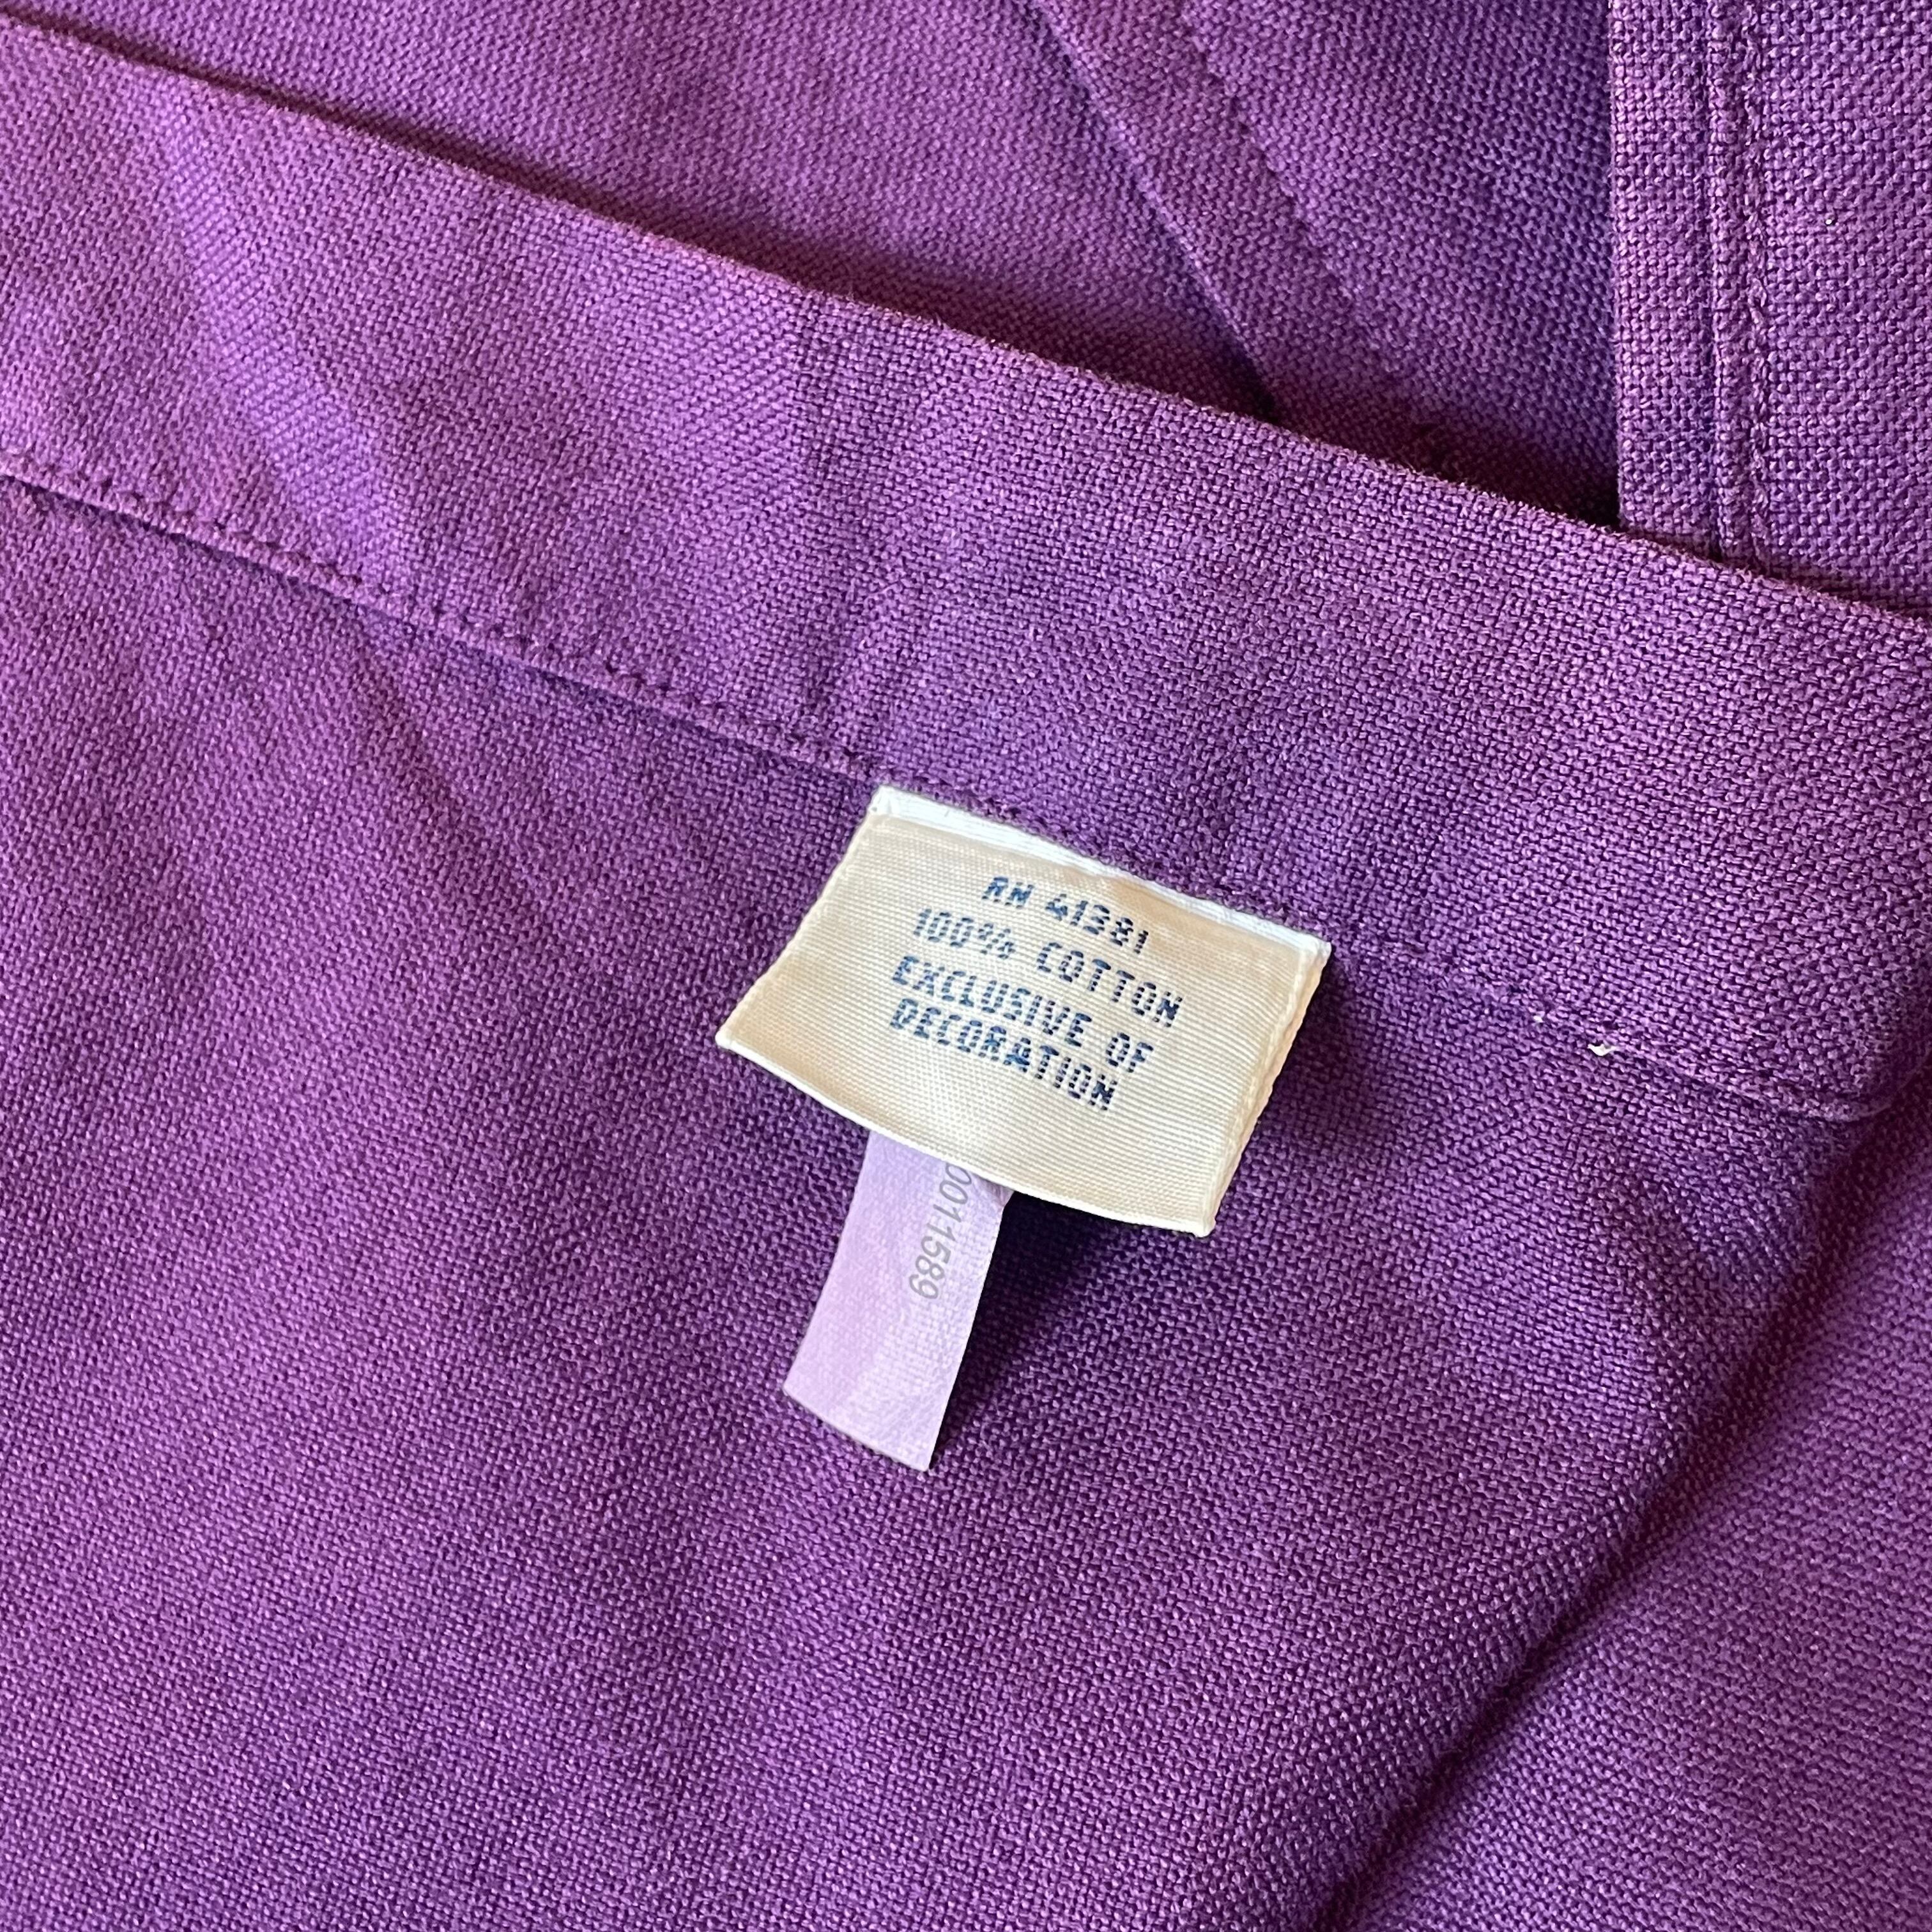 RN 41381
100% COTTON
EXCLUSIVE OF
DECORATION
0011589